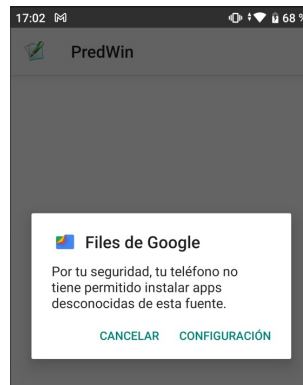 17:02 68 %
PredWin
Files de Google
Por tu seguridad, tu teléfono no
tiene permitido instalar apps
desconocidas de esta fuente.
CANCELAR CONFIGURACIÓN